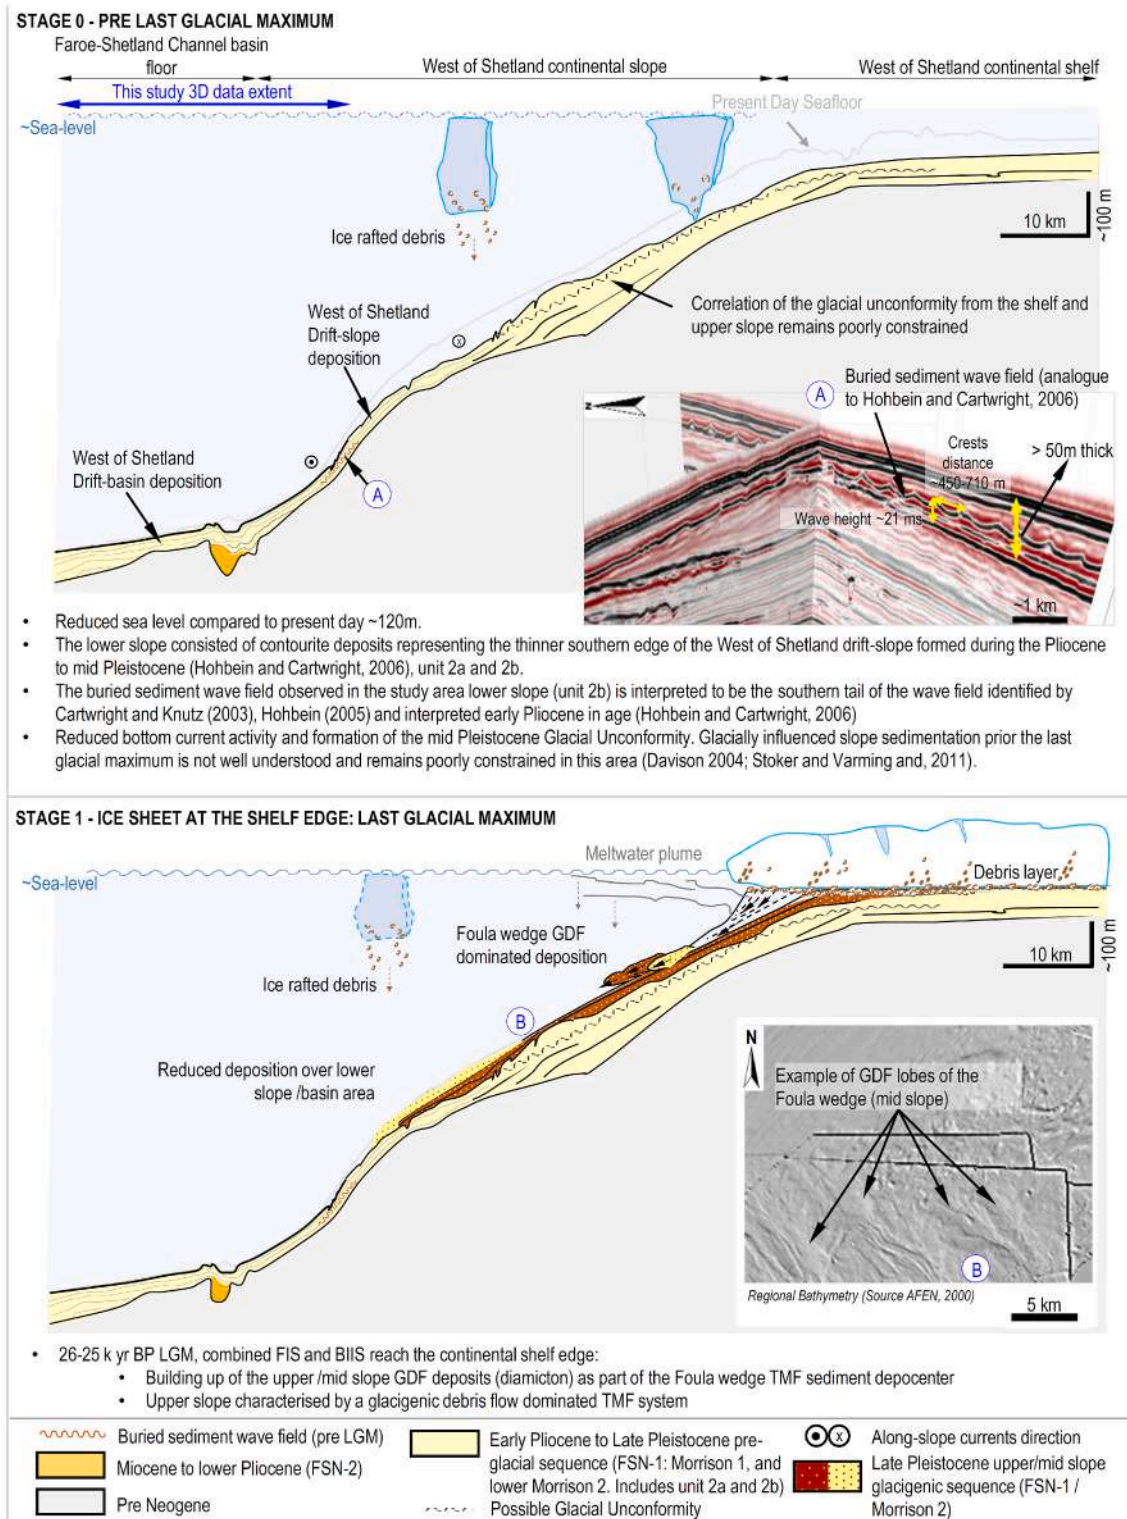 STAGE 0 - PRE LAST GLACIAL MAXIMUM
Faroe-Shetland Channel basin
floor
West of Shetland continental slope
West of Shetland continental shelf
This study 3D data extent
Present Day Seafloor
~Sea-level
10 km
~100 m
Ice rafted debris
West of Shetland
Drift-slope
deposition
Correlation of the glacial unconformity from the shelf and
upper slope remains poorly constrained
x
A
Buried sediment wave field (analogue
to Hohbein and Cartwright, 2006)
z
Crests
distance
~450-710 m
> 50m thick
Wave height ~21 ms
~1 km
West of Shetland
Drift-basin deposition
A
• Reduced sea level compared to present day ~120m.
• The lower slope consisted of contourite deposits representing the thinner southern edge of the West of Shetland drift-slope formed during the Pliocene
to mid Pleistocene (Hohbein and Cartwright, 2006), unit 2a and 2b.
• The buried sediment wave field observed in the study area lower slope (unit 2b) is interpreted to be the southern tail of the wave field identified by
Cartwright and Knutz (2003), Hohbein (2005) and interpreted early Pliocene in age (Hohbein and Cartwright, 2006)
• Reduced bottom current activity and formation of the mid Pleistocene Glacial Unconformity. Glacially influenced slope sedimentation prior the last
glacial maximum is not well understood and remains poorly constrained in this area (Davison 2004; Stoker and Varming and, 2011).
STAGE 1 - ICE SHEET AT THE SHELF EDGE: LAST GLACIAL MAXIMUM
Meltwater plume
~Sea-level
Debris layer
Foula wedge GDF
dominated deposition
10 km
~100 m
Ice rafted debris
B
Reduced deposition over lower
slope /basin area
N
Example of GDF lobes of the
Foula wedge (mid slope)
B
Regional Bathymetry (Source AFEN, 2000)
5 km
• 26-25 k yr BP LGM, combined FIS and BIIS reach the continental shelf edge:
• Building up of the upper /mid slope GDF deposits (diamicton) as part of the Foula wedge TMF sediment depocenter
• Upper slope characterised by a glacigenic debris flow dominated TMF system
Buried sediment wave field (pre LGM)
Miocene to lower Pliocene (FSN-2)
Pre Neogene
Early Pliocene to Late Pleistocene pre-
glacial sequence (FSN-1: Morrison 1, and
lower Morrison 2. Includes unit 2a and 2b)
Possible Glacial Unconformity
x
Along-slope currents direction
Late Pleistocene upper/mid slope
glacigenic sequence (FSN-1 /
Morrison 2)